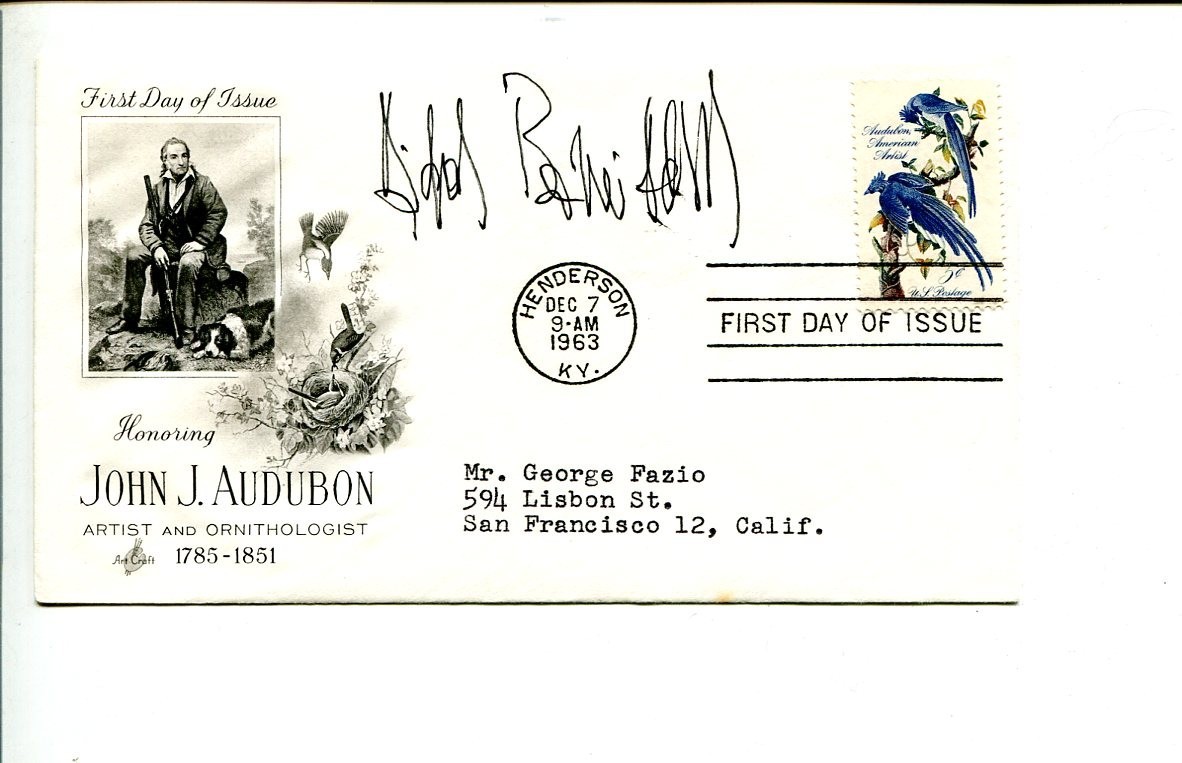 First Day of Issue
Audubon,
American
Artist
5¢
U.S. Postage
HENDERSON
DEC 7
9-AM
1963
KY.
FIRST DAY OF ISSUE
Honoring
JOHN J. AUDUBON
ARTIST AND ORNITHOLOGIST
Art Craft 1785-1851
Mr. George Fazio
594 Lisbon St.
San Francisco 12, Calif.